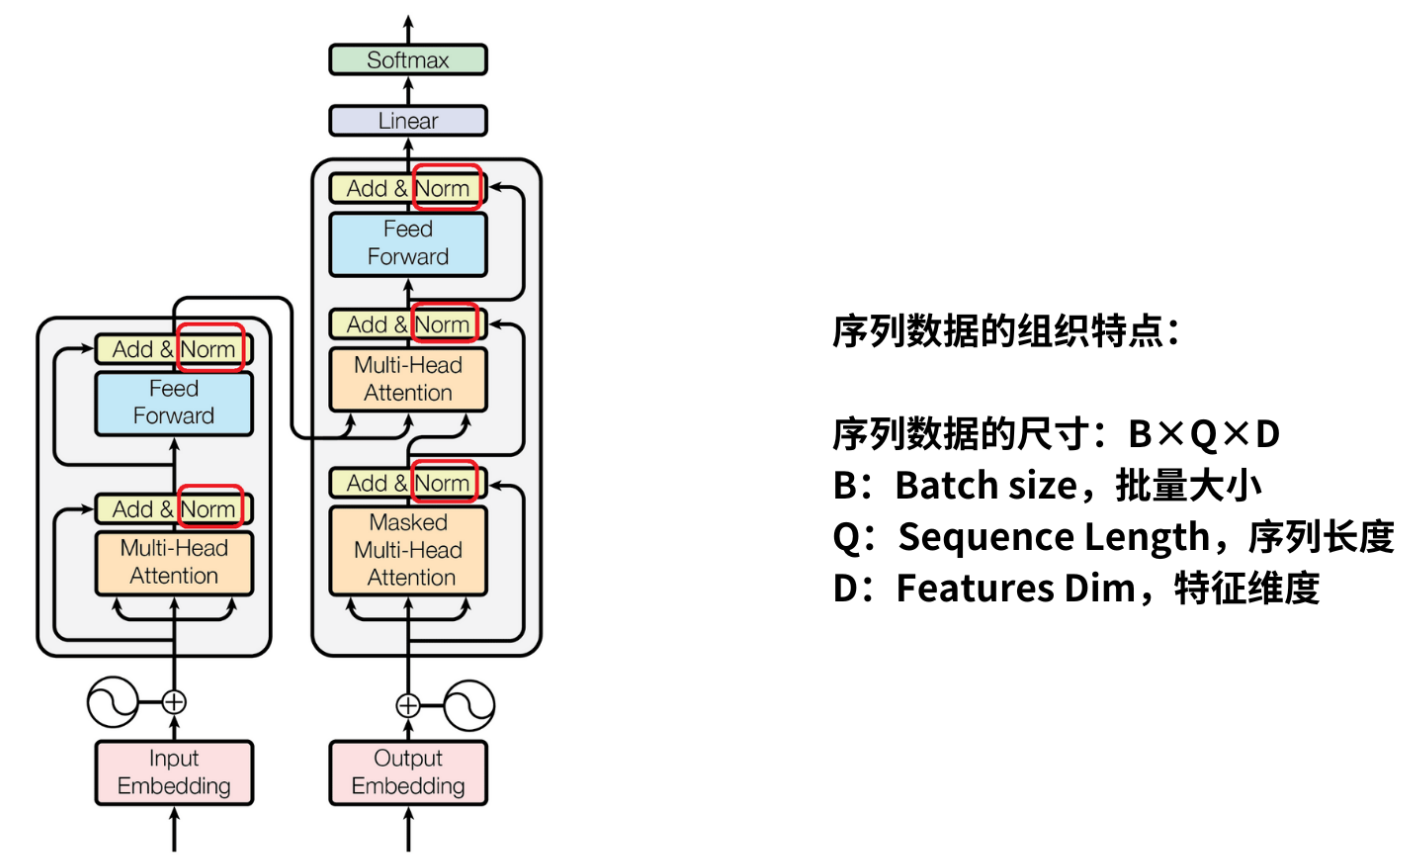 Softmax
Linear
Add & Norm
Feed
Forward
Add & Norm
Multi-Head
Attention
Add & Norm
Masked
Multi-Head
Attention
Output
Embedding
Add & Norm
Feed
Forward
Add & Norm
Multi-Head
Attention
Input
Embedding
序列数据的组织特点：
序列数据的尺寸：B×Q×D
B：Batch size，批量大小
Q：Sequence Length，序列长度
D：Features Dim，特征维度